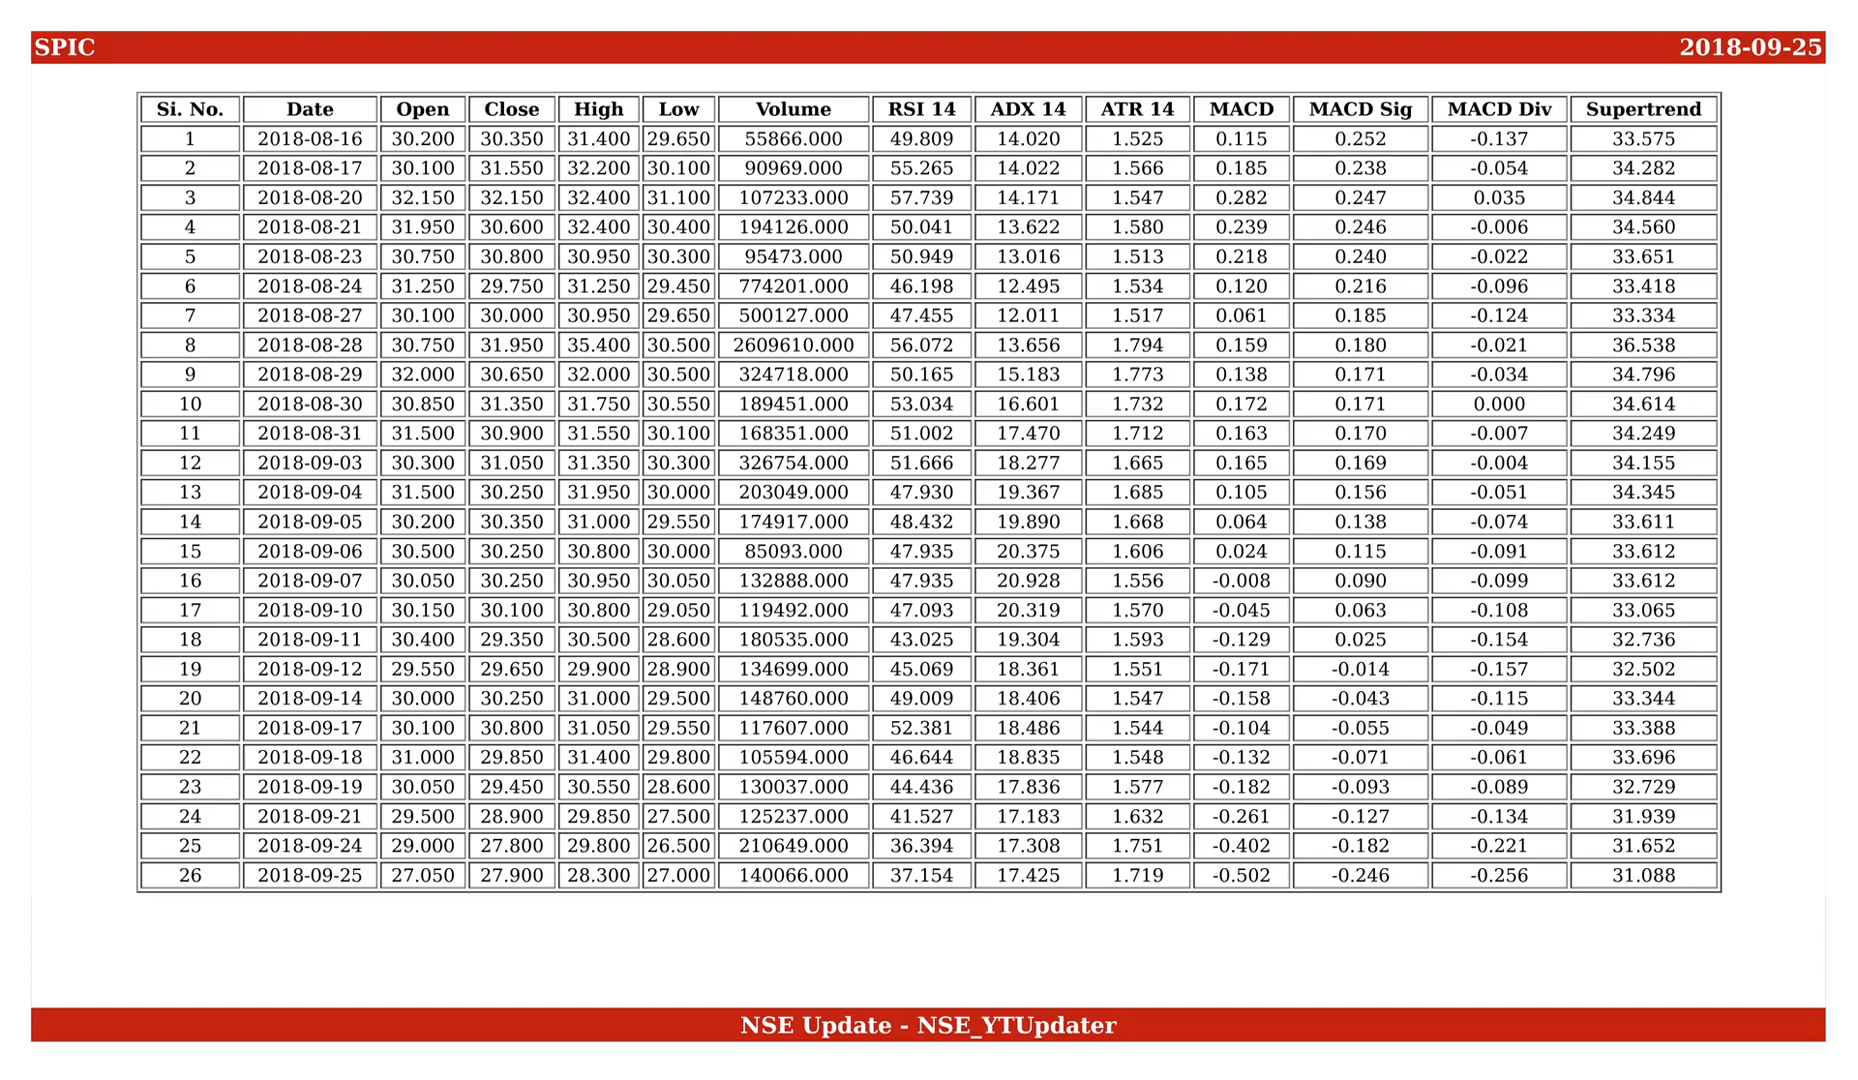 SPIC 2018-09-25
Si. No. Date Open Close High Low Volume RSI 14 ADX 14 ATR 14 MACD MACD Sig MACD Div Supertrend
1 2018-08-16 30.200 30.350 31.400 29.650 55866.000 49.809 14.020 1.525 0.115 0.252 -0.137 33.575
2 2018-08-17 30.100 31.550 32.200 30.100 90969.000 55.265 14.022 1.566 0.185 0.238 -0.054 34.282
3 2018-08-20 32.150 32.150 32.400 31.100 107233.000 57.739 14.171 1.547 0.282 0.247 0.035 34.844
4 2018-08-21 31.950 30.600 32.400 30.400 194126.000 50.041 13.622 1.580 0.239 0.246 -0.006 34.560
5 2018-08-23 30.750 30.800 30.950 30.300 95473.000 50.949 13.016 1.513 0.218 0.240 -0.022 33.651
6 2018-08-24 31.250 29.750 31.250 29.450 774201.000 46.198 12.495 1.534 0.120 0.216 -0.096 33.418
7 2018-08-27 30.100 30.000 30.950 29.650 500127.000 47.455 12.011 1.517 0.061 0.185 -0.124 33.334
8 2018-08-28 30.750 31.950 35.400 30.500 2609610.000 56.072 13.656 1.794 0.159 0.180 -0.021 36.538
9 2018-08-29 32.000 30.650 32.000 30.500 324718.000 50.165 15.183 1.773 0.138 0.171 -0.034 34.796
10 2018-08-30 30.850 31.350 31.750 30.550 189451.000 53.034 16.601 1.732 0.172 0.171 0.000 34.614
11 2018-08-31 31.500 30.900 31.550 30.100 168351.000 51.002 17.470 1.712 0.163 0.170 -0.007 34.249
12 2018-09-03 30.300 31.050 31.350 30.300 326754.000 51.666 18.277 1.665 0.165 0.169 -0.004 34.155
13 2018-09-04 31.500 30.250 31.950 30.000 203049.000 47.930 19.367 1.685 0.105 0.156 -0.051 34.345
14 2018-09-05 30.200 30.350 31.000 29.550 174917.000 48.432 19.890 1.668 0.064 0.138 -0.074 33.611
15 2018-09-06 30.500 30.250 30.800 30.000 85093.000 47.935 20.375 1.606 0.024 0.115 -0.091 33.612
16 2018-09-07 30.050 30.250 30.950 30.050 132888.000 47.935 20.928 1.556 -0.008 0.090 -0.099 33.612
17 2018-09-10 30.150 30.100 30.800 29.050 119492.000 47.093 20.319 1.570 -0.045 0.063 -0.108 33.065
18 2018-09-11 30.400 29.350 30.500 28.600 180535.000 43.025 19.304 1.593 -0.129 0.025 -0.154 32.736
19 2018-09-12 29.550 29.650 29.900 28.900 134699.000 45.069 18.361 1.551 -0.171 -0.014 -0.157 32.502
20 2018-09-14 30.000 30.250 31.000 29.500 148760.000 49.009 18.406 1.547 -0.158 -0.043 -0.115 33.344
21 2018-09-17 30.100 30.800 31.050 29.550 117607.000 52.381 18.486 1.544 -0.104 -0.055 -0.049 33.388
22 2018-09-18 31.000 29.850 31.400 29.800 105594.000 46.644 18.835 1.548 -0.132 -0.071 -0.061 33.696
23 2018-09-19 30.050 29.450 30.550 28.600 130037.000 44.436 17.836 1.577 -0.182 -0.093 -0.089 32.729
24 2018-09-21 29.500 28.900 29.850 27.500 125237.000 41.527 17.183 1.632 -0.261 -0.127 -0.134 31.939
25 2018-09-24 29.000 27.800 29.800 26.500 210649.000 36.394 17.308 1.751 -0.402 -0.182 -0.221 31.652
26 2018-09-25 27.050 27.900 28.300 27.000 140066.000 37.154 17.425 1.719 -0.502 -0.246 -0.256 31.088
NSE Update - NSE_YTUpdater